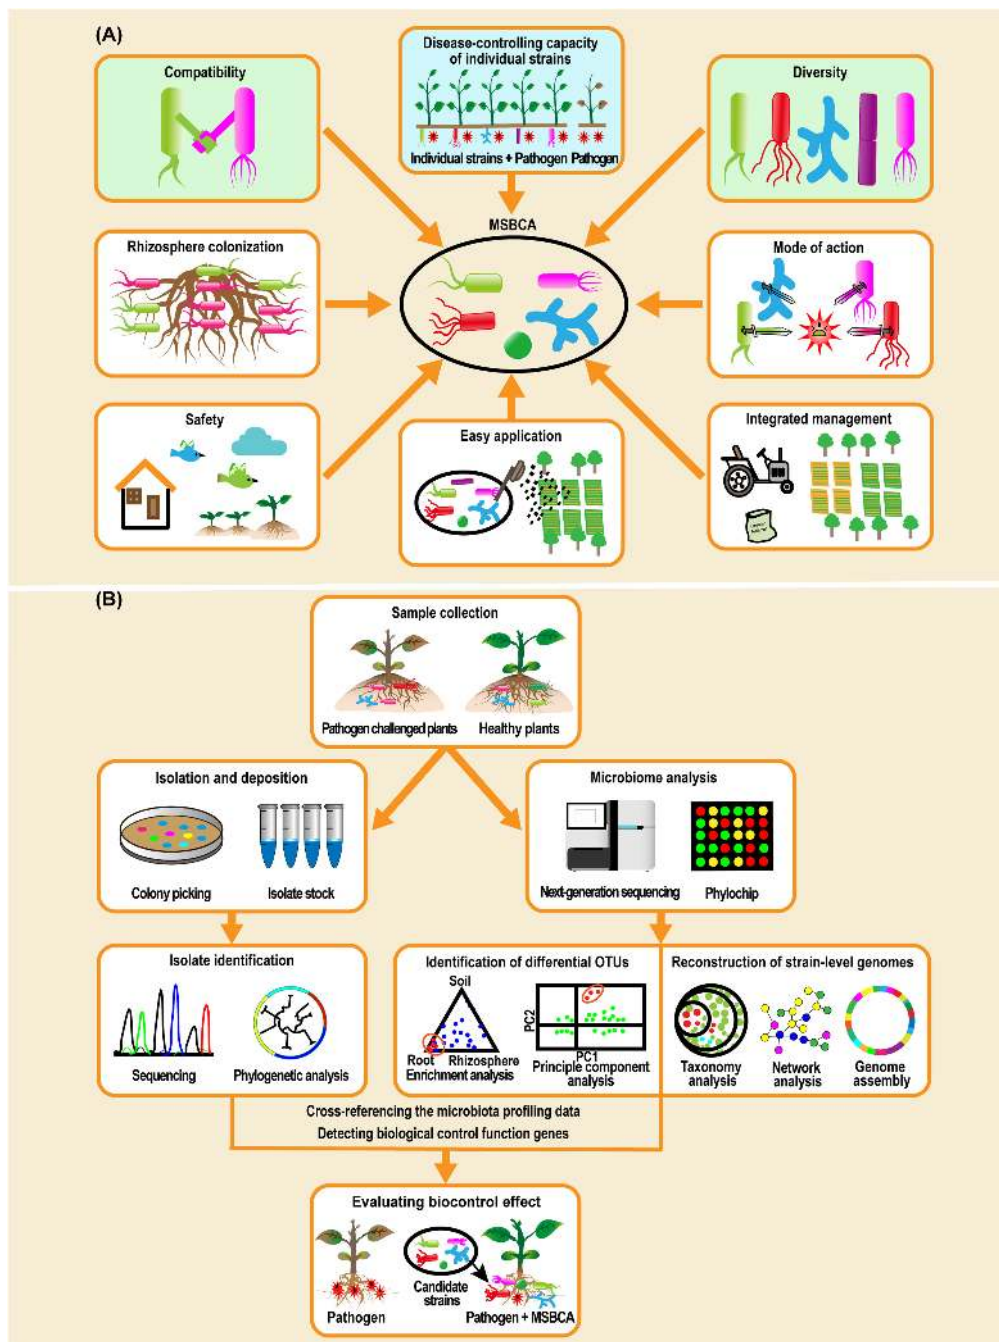 (A)
Compatibility
Disease-controlling capacity
of individual strains
Individual strains + Pathogen Pathogen
Diversity
MSBCA
Rhizosphere colonization
Mode of action
Safety
Easy application
Integrated management
(B)
Sample collection
Pathogen challenged plants
Healthy plants
Isolation and deposition
Colony picking
Isolate stock
Microbiome analysis
Next-generation sequencing
Phylochip
Isolate identification
Sequencing
Phylogenetic analysis
Identification of differential OTUs
Soil
Root
Rhizosphere
Enrichment analysis
PC2
PC1
Principle component
analysis
Reconstruction of strain-level genomes
Taxonomy
analysis
Network
analysis
Genome
assembly
Cross-referencing the microbiota profiling data
Detecting biological control function genes
Evaluating biocontrol effect
Pathogen
Candidate
strains
Pathogen + MSBCA